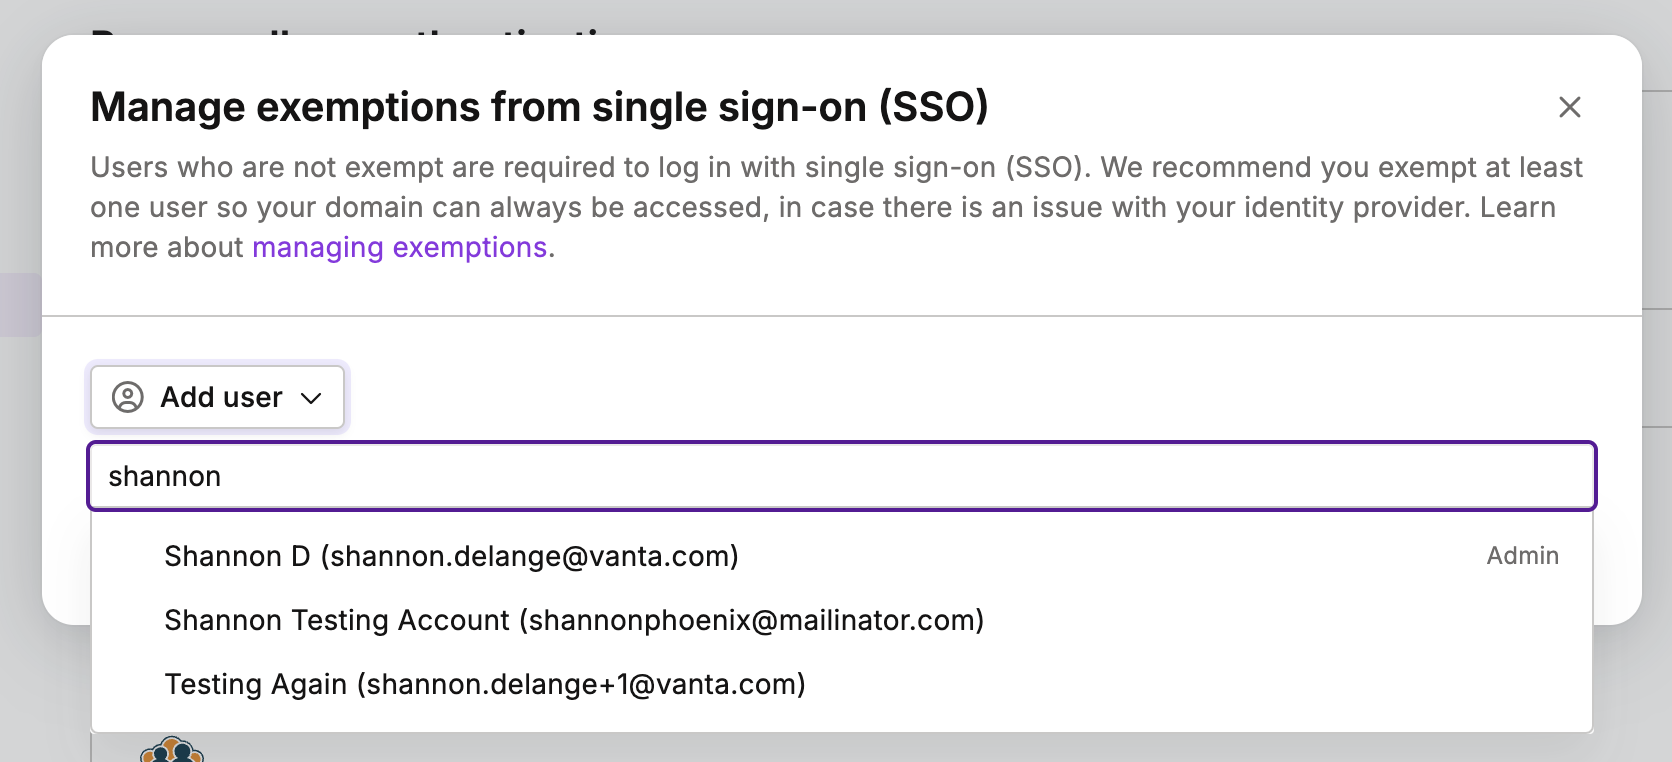 Manage exemptions from single sign-on (SSO)
Users who are not exempt are required to log in with single sign-on (SSO). We recommend you exempt at least
one user so your domain can always be accessed, in case there is an issue with your identity provider. Learn
more about managing exemptions.
Add user
shannon
Shannon D (shannon.delange@vanta.com) Admin
Shannon Testing Account (shannonphoenix@mailinator.com)
Testing Again (shannon.delange+1@vanta.com)